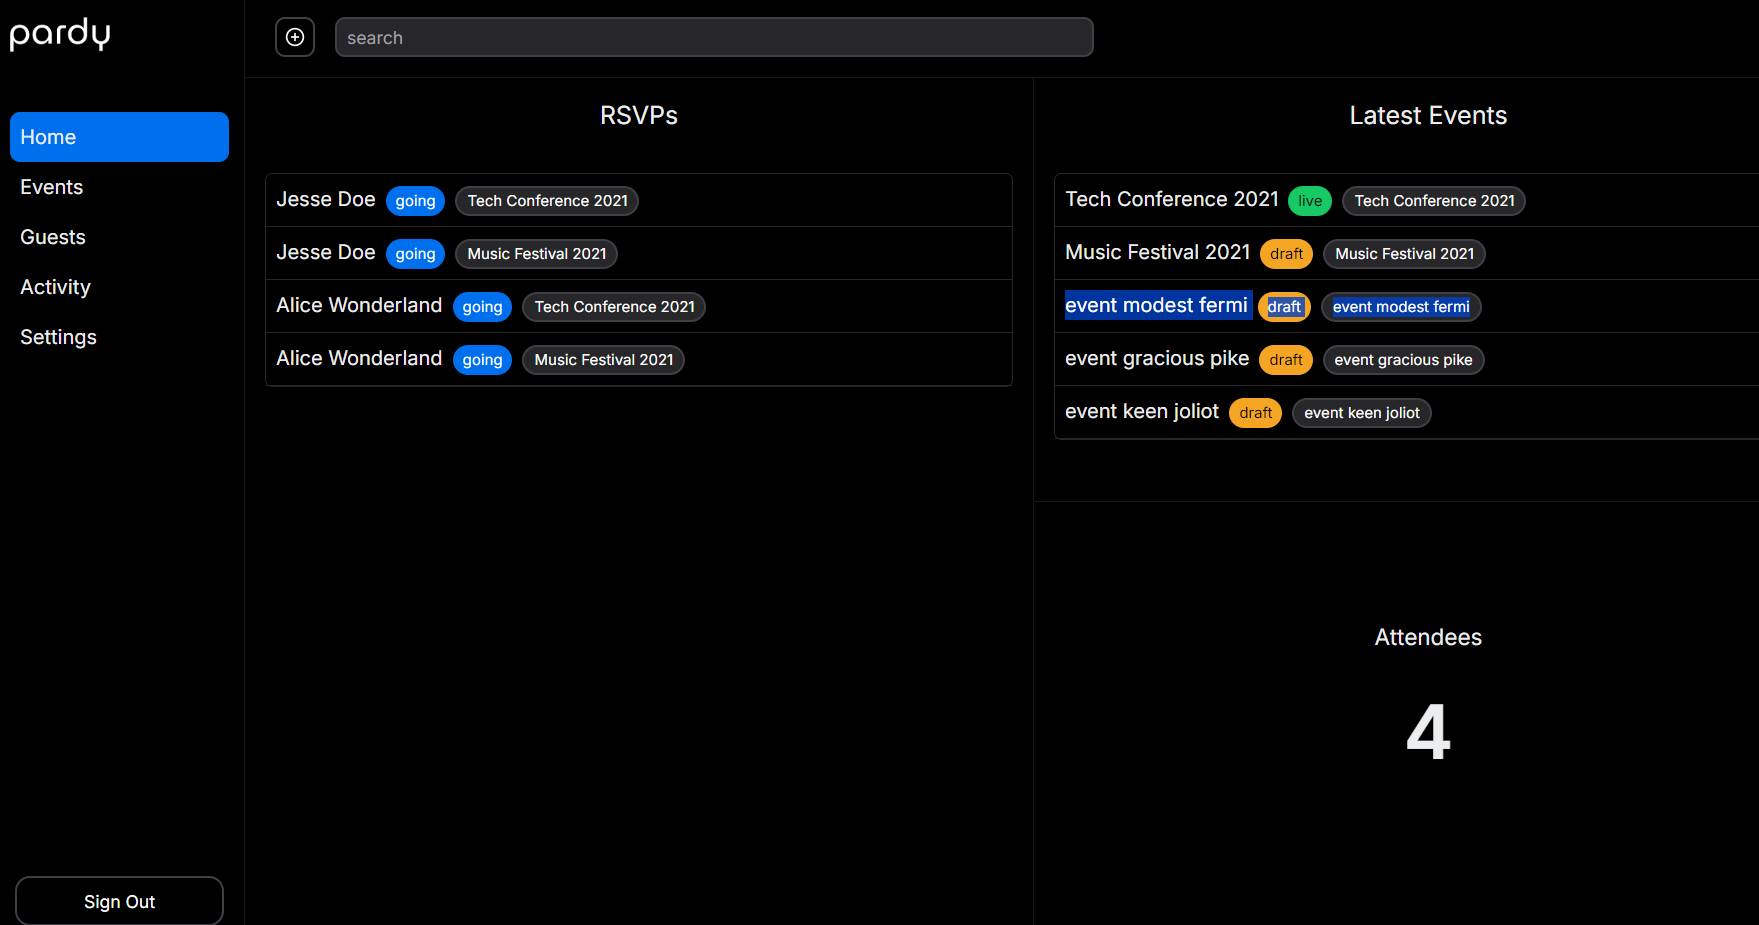 pardy
search
Home
Events
Guests
Activity
Settings
Sign Out
RSVPs
Jesse Doe going Tech Conference 2021
Jesse Doe going Music Festival 2021
Alice Wonderland going Tech Conference 2021
Alice Wonderland going Music Festival 2021
Latest Events
Tech Conference 2021 live Tech Conference 2021
Music Festival 2021 draft Music Festival 2021
event modest fermi draft event modest fermi
event gracious pike draft event gracious pike
event keen joliot draft event keen joliot
Attendees
4